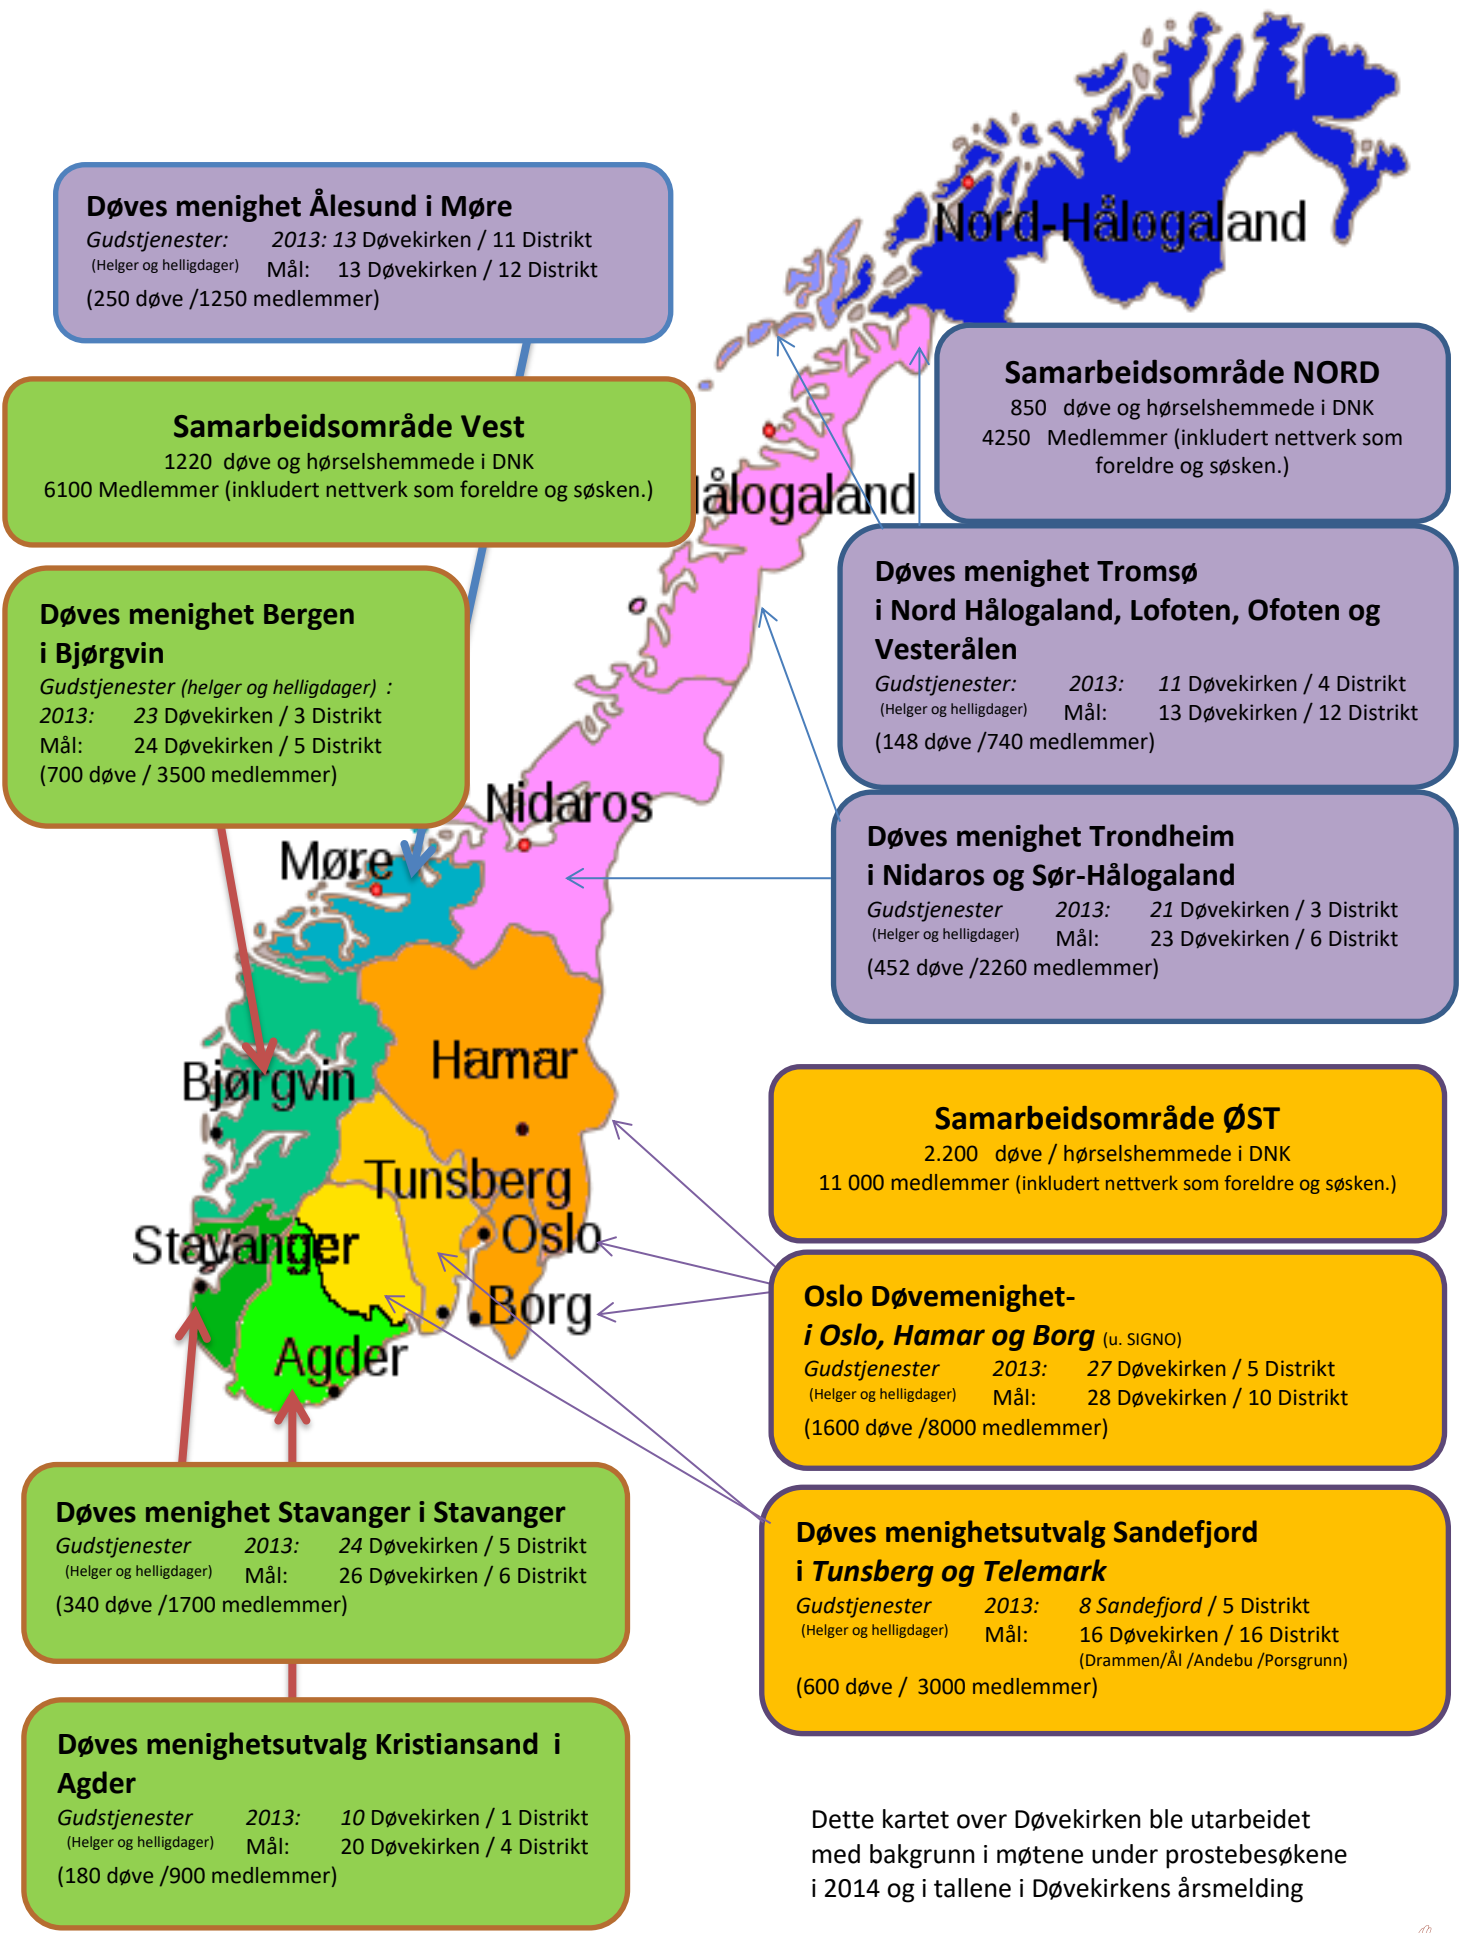 Døves menighet Ålesund i Møre
Gudstjenester: 2013: 13 Døvekirken / 11 Distrikt
(Helger og helligdager) Mål: 13 Døvekirken / 12 Distrikt
(250 døve /1250 medlemmer)
Samarbeidsområde Vest
1220 døve og hørselshemmede i DNK
6100 Medlemmer (inkludert nettverk som foreldre og søsken.)
Døves menighet Bergen
i Bjørgvin
Gudstjenester (helger og helligdager) :
2013: 23 Døvekirken / 3 Distrikt
Mål: 24 Døvekirken / 5 Distrikt
(700 døve / 3500 medlemmer)
Nord-Hålogaland
Samarbeidsområde NORD
850 døve og hørselshemmede i DNK
4250 Medlemmer (inkludert nettverk som
foreldre og søsken.)
ålogaland
Døves menighet Tromsø
i Nord Hålogaland, Lofoten, Ofoten og
Vesterålen
Gudstjenester: 2013: 11 Døvekirken / 4 Distrikt
(Helger og helligdager) Mål: 13 Døvekirken / 12 Distrikt
(148 døve /740 medlemmer)
Nidaros
Møre
Døves menighet Trondheim
i Nidaros og Sør-Hålogaland
Gudstjenester 2013: 21 Døvekirken / 3 Distrikt
(Helger og helligdager) Mål: 23 Døvekirken / 6 Distrikt
(452 døve /2260 medlemmer)
Hamar
Bjørgvin
Tunsberg
Stavanger
Oslo
Borg
Agder
Samarbeidsområde ØST
2.200 døve / hørselshemmede i DNK
11 000 medlemmer (inkludert nettverk som foreldre og søsken.)
Oslo Døvemenighet-
i Oslo, Hamar og Borg (u. SIGNO)
Gudstjenester 2013: 27 Døvekirken / 5 Distrikt
(Helger og helligdager) Mål: 28 Døvekirken / 10 Distrikt
(1600 døve /8000 medlemmer)
Døves menighet Stavanger i Stavanger
Gudstjenester 2013: 24 Døvekirken / 5 Distrikt
(Helger og helligdager) Mål: 26 Døvekirken / 6 Distrikt
(340 døve /1700 medlemmer)
Døves menighetsutvalg Sandefjord
i Tunsberg og Telemark
Gudstjenester 2013: 8 Sandefjord / 5 Distrikt
(Helger og helligdager) Mål: 16 Døvekirken / 16 Distrikt
(Drammen/Ål /Andebu /Porsgrunn)
(600 døve / 3000 medlemmer)
Døves menighetsutvalg Kristiansand i
Agder
Gudstjenester 2013: 10 Døvekirken / 1 Distrikt
(Helger og helligdager) Mål: 20 Døvekirken / 4 Distrikt
(180 døve /900 medlemmer)
Dette kartet over Døvekirken ble utarbeidet
med bakgrunn i møtene under prostebesøkene
i 2014 og i tallene i Døvekirkens årsmelding